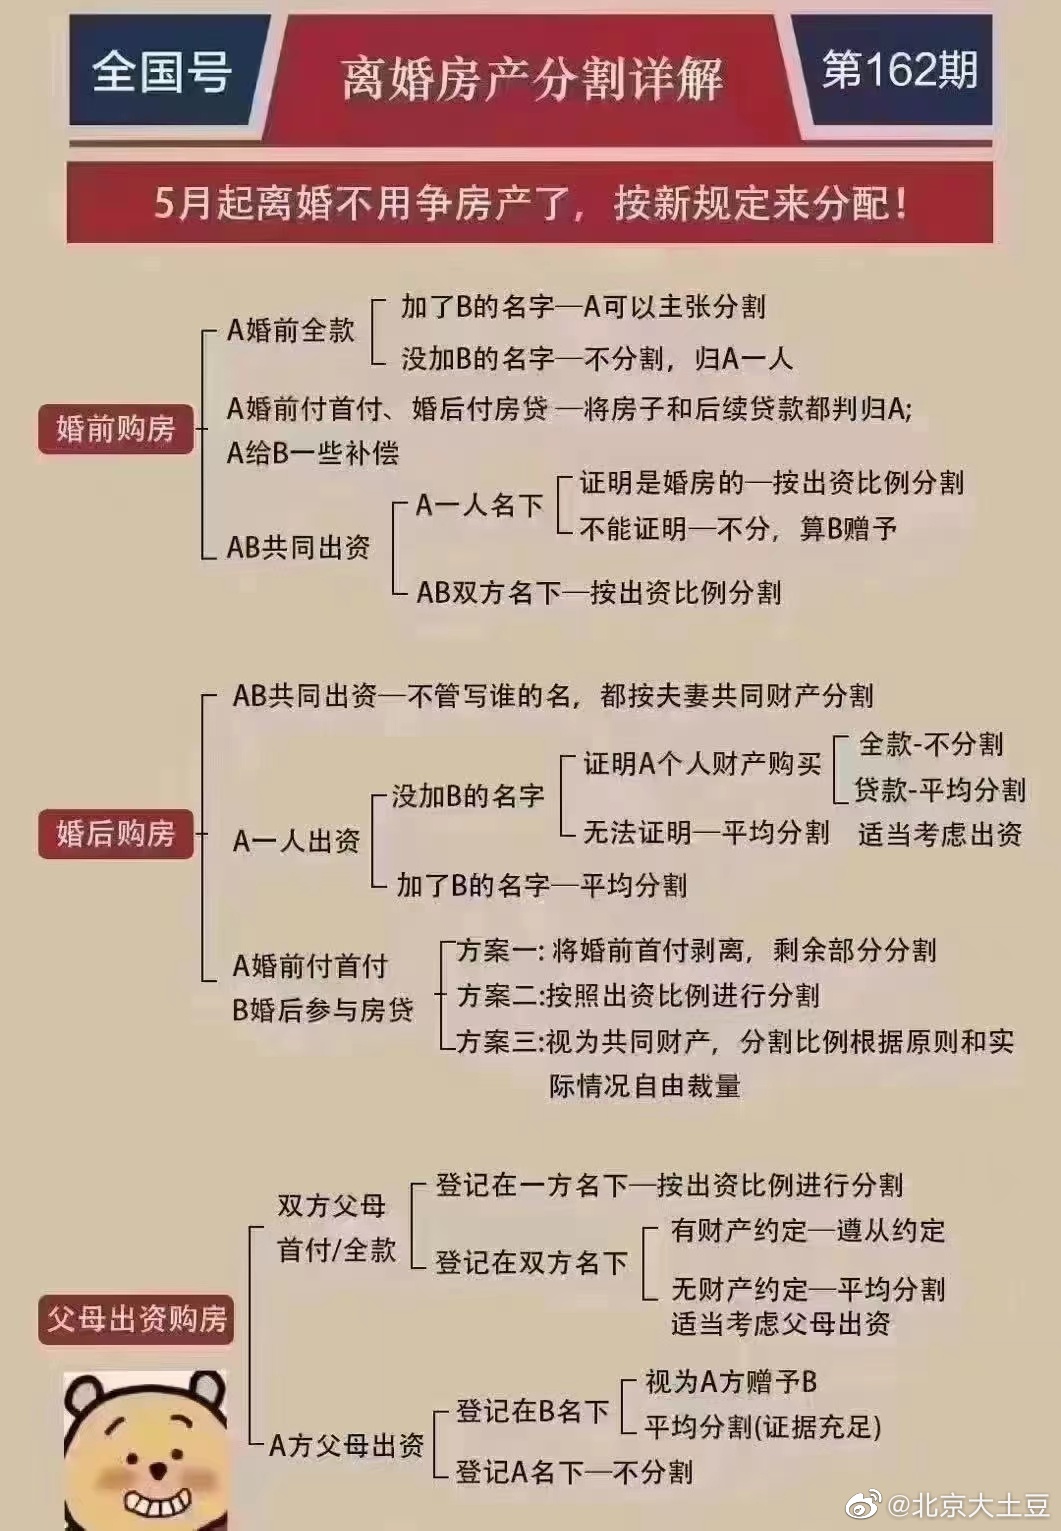 全国号
离婚房产分割详解
第162期
5月起离婚不用争房产了，按新规定来分配！
婚前购房
A婚前全款
加了B的名字—A可以主张分割
没加B的名字—不分割，归A一人
A婚前付首付、婚后付房贷—将房子和后续贷款都判归A;
A给B一些补偿
AB共同出资
A一人名下
证明是婚房的—按出资比例分割
不能证明—不分，算B赠予
AB双方名下—按出资比例分割
婚后购房
AB共同出资—不管写谁的名，都按夫妻共同财产分割
A一人出资
没加B的名字
证明A个人财产购买
全款-不分割
贷款-平均分割
适当考虑出资
无法证明—平均分割
加了B的名字—平均分割
A婚前付首付
B婚后参与房贷
方案一: 将婚前首付剥离，剩余部分分割
方案二:按照出资比例进行分割
方案三:视为共同财产，分割比例根据原则和实
际情况自由裁量
父母出资购房
双方父母
首付/全款
登记在一方名下—按出资比例进行分割
登记在双方名下
有财产约定—遵从约定
无财产约定—平均分割
适当考虑父母出资
A方父母出资
登记在B名下
视为A方赠予B
平均分割(证据充足)
登记A名下—不分割
@北京大土豆